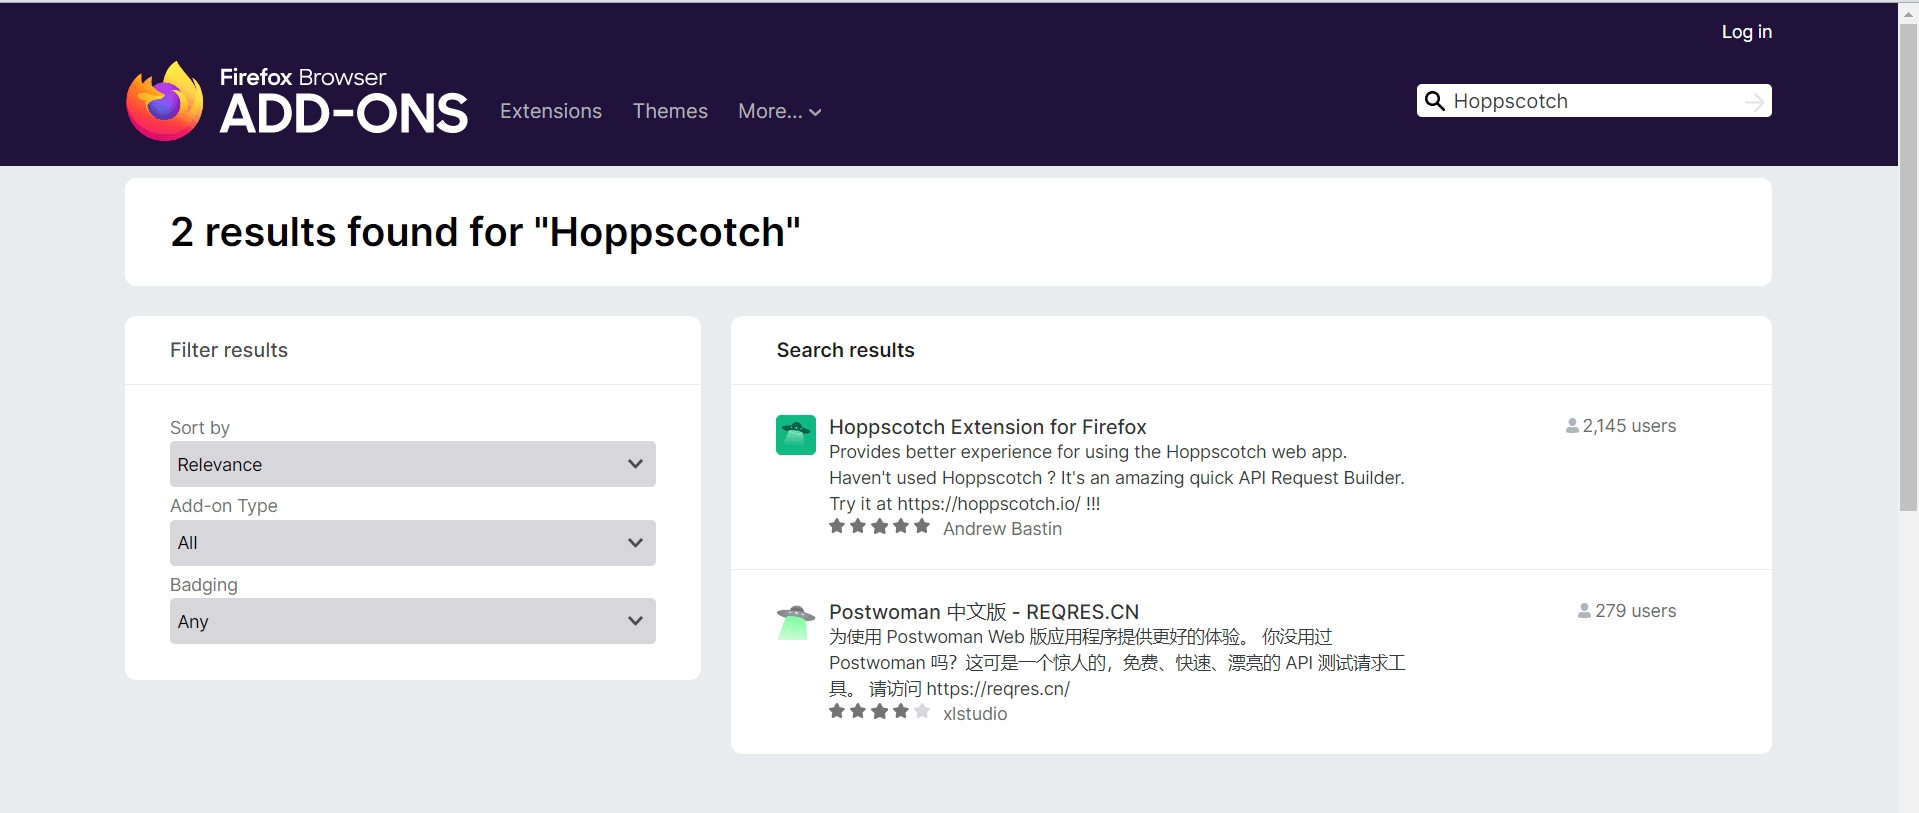 Log in
Firefox Browser
ADD-ONS
Extensions
Themes
More...
Hoppscotch
2 results found for "Hoppscotch"
Filter results
Sort by
Relevance
Add-on Type
All
Badging
Any
Search results
Hoppscotch Extension for Firefox
2,145 users
Provides better experience for using the Hoppscotch web app.
Haven't used Hoppscotch ? It's an amazing quick API Request Builder.
Try it at https://hoppscotch.io/ !!!
Andrew Bastin
Postwoman 中文版 - REQRES.CN
279 users
为使用 Postwoman Web 版应用程序提供更好的体验。 你没用过
Postwoman 吗？这可是一个惊人的，免费、快速、漂亮的 API 测试请求工
具。 请访问 https://reqres.cn/
xlstudio